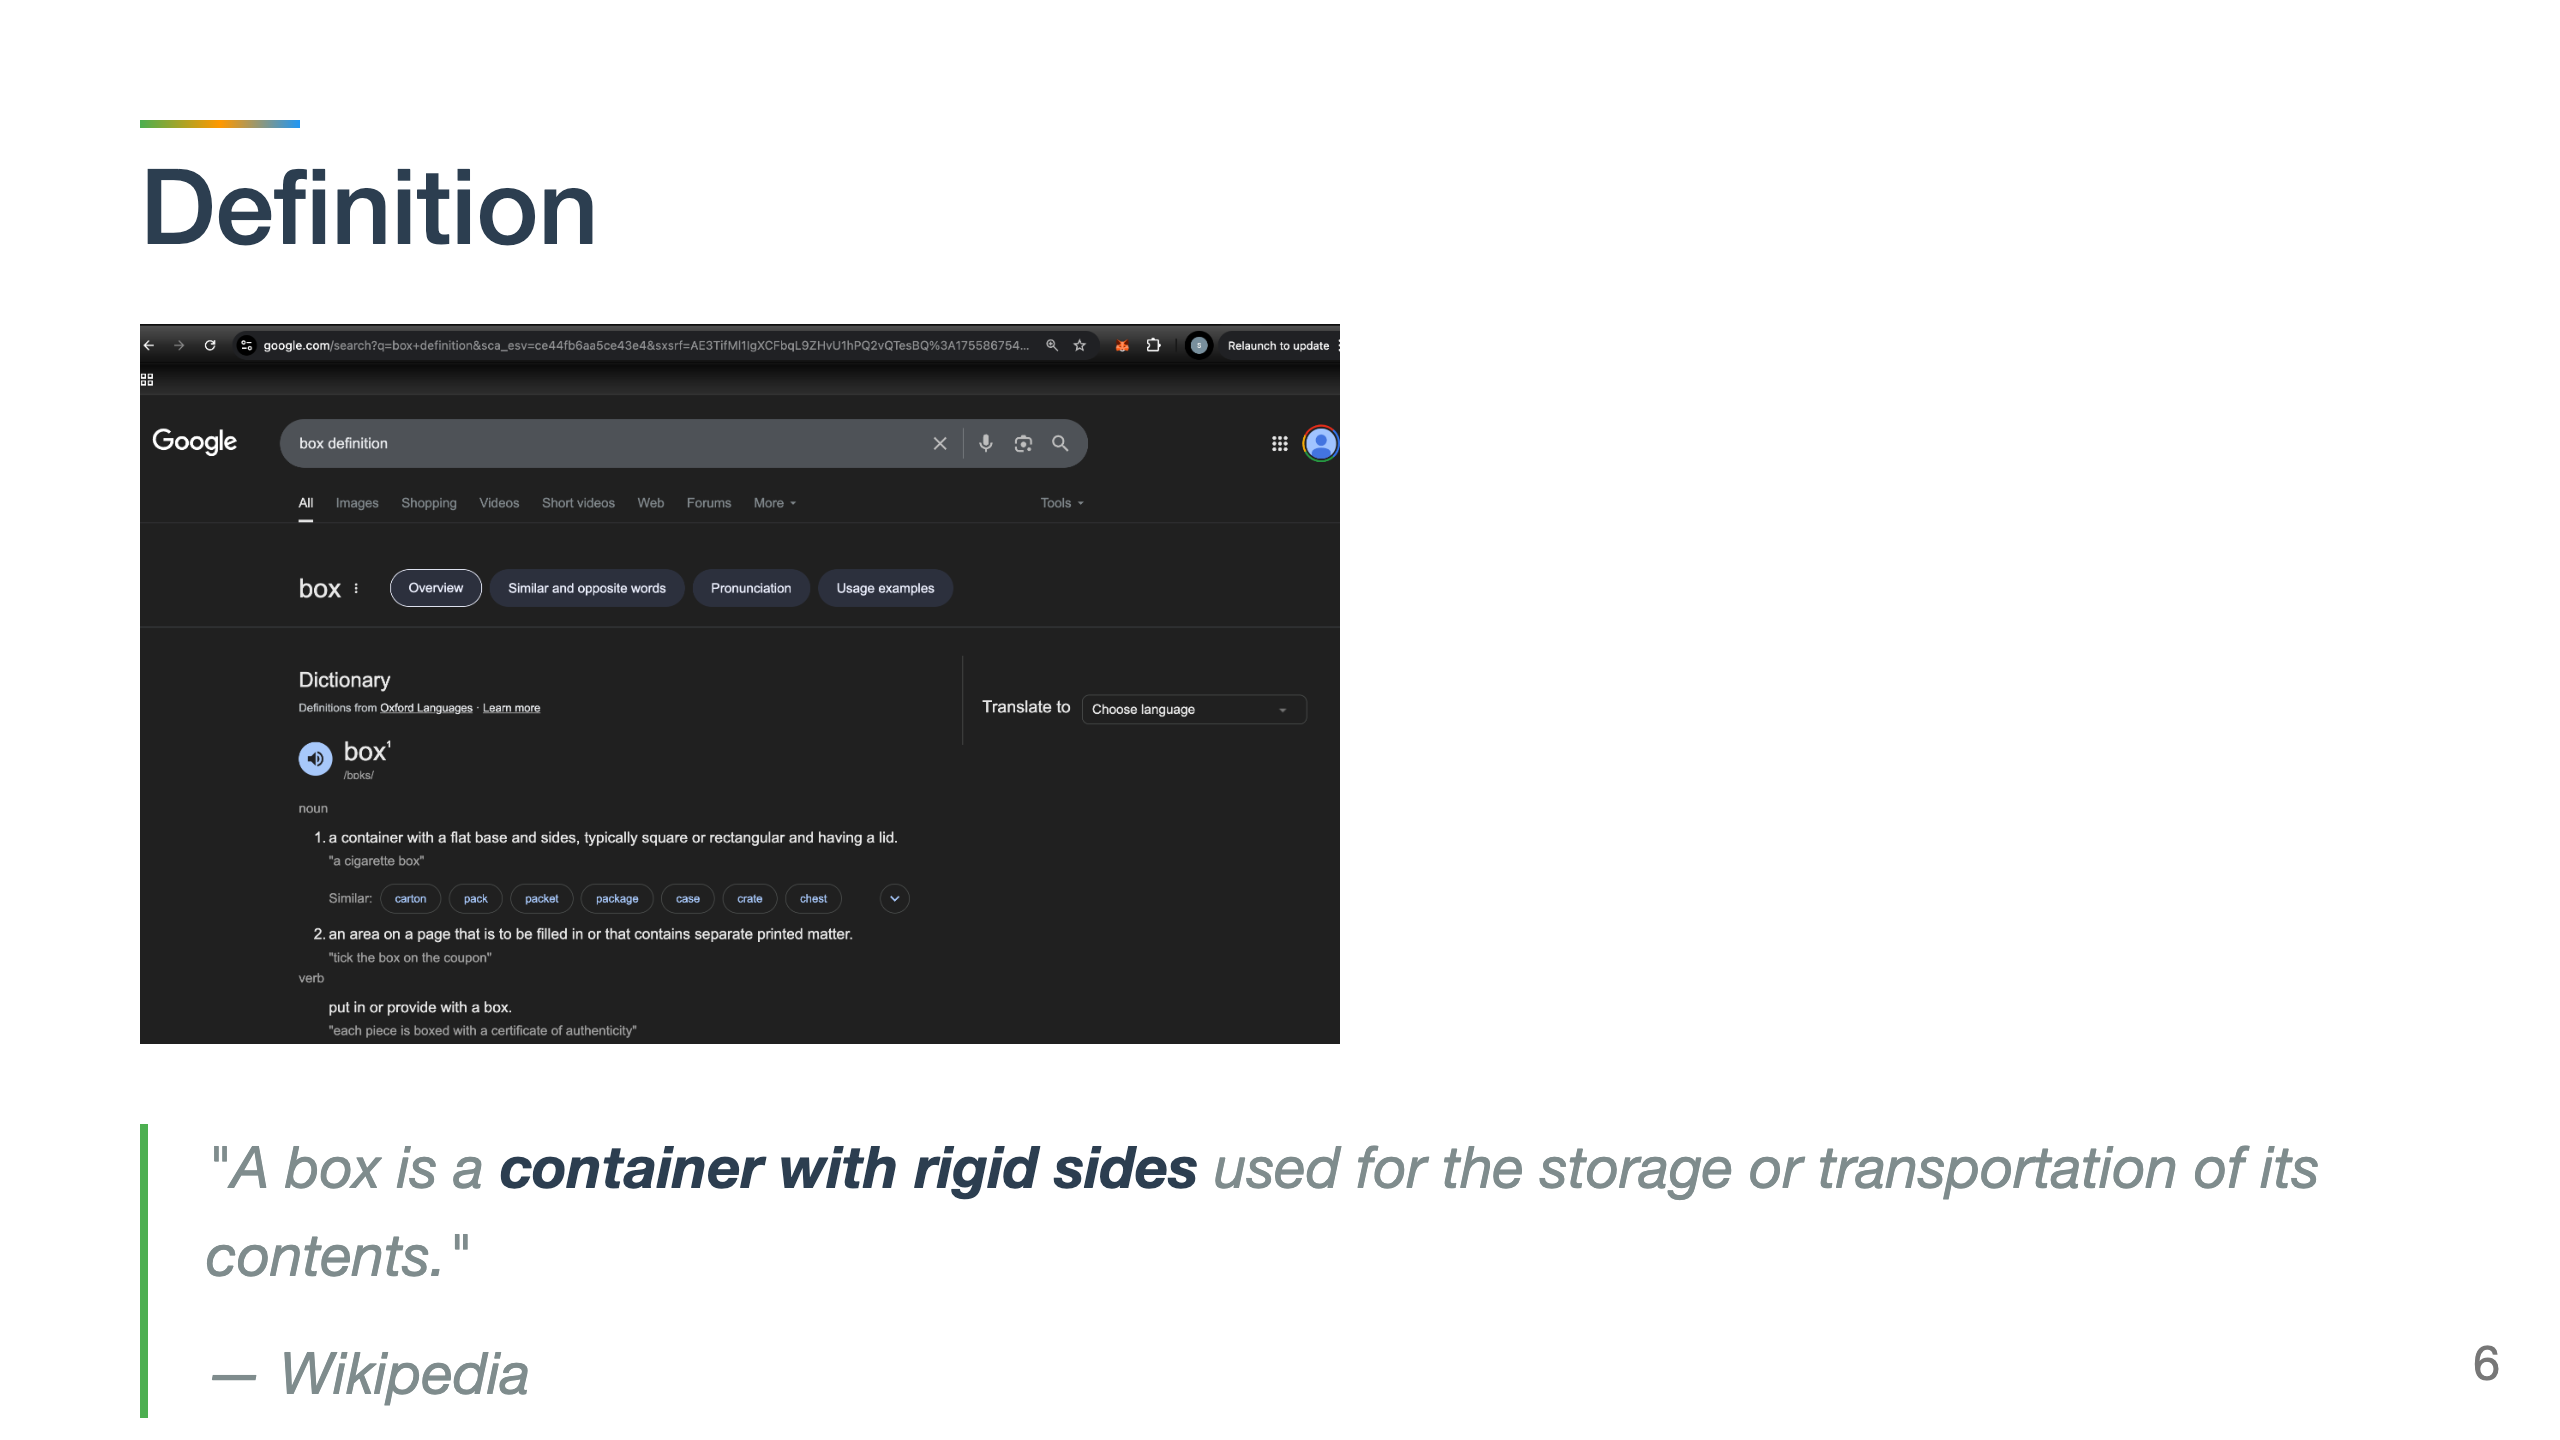 Definition
google.com/search?q=box+definition&sca_esv=ce44fb6aa5ce43e4&sxsrf=AE3TifMl1lgXCFbqL9ZHvU1hPQ2vQTesBQ%3A175586754...
Relaunch to update
Google
box definition
All Images Shopping Videos Short videos Web Forums More Tools
box Overview Similar and opposite words Pronunciation Usage examples
Dictionary
Definitions from Oxford Languages · Learn more
Translate to Choose language
box¹
/bɒks/
noun
1. a container with a flat base and sides, typically square or rectangular and having a lid.
"a cigarette box"
Similar: carton pack packet package case crate chest
2. an area on a page that is to be filled in or that contains separate printed matter.
"tick the box on the coupon"
verb
put in or provide with a box.
"each piece is boxed with a certificate of authenticity"
"A box is a container with rigid sides used for the storage or transportation of its
contents."
— Wikipedia
6